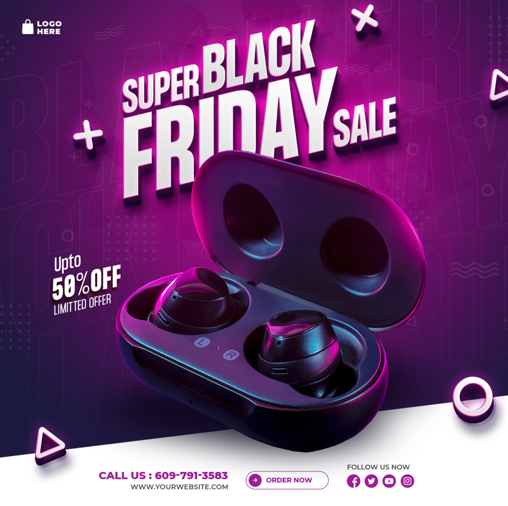 LOGO
HERE
SUPER BLACK
FRIDAY SALE
Upto
50% OFF
LIMITTED OFFER
L R
CALL US : 609-791-3583
WWW.YOURWEBSITE.COM
ORDER NOW
FOLLOW US NOW